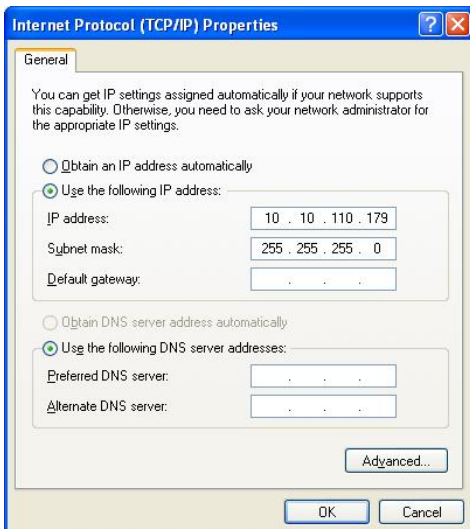 Internet Protocol (TCP/IP) Properties
General
You can get IP settings assigned automatically if your network supports
this capability. Otherwise, you need to ask your network administrator for
the appropriate IP settings.
Obtain an IP address automatically
Use the following IP address:
IP address: 10 . 10 . 110 . 179
Subnet mask: 255 . 255 . 255 . 0
Default gateway: . . .
Obtain DNS server address automatically
Use the following DNS server addresses:
Preferred DNS server: . . .
Alternate DNS server: . . .
Advanced...
OK Cancel